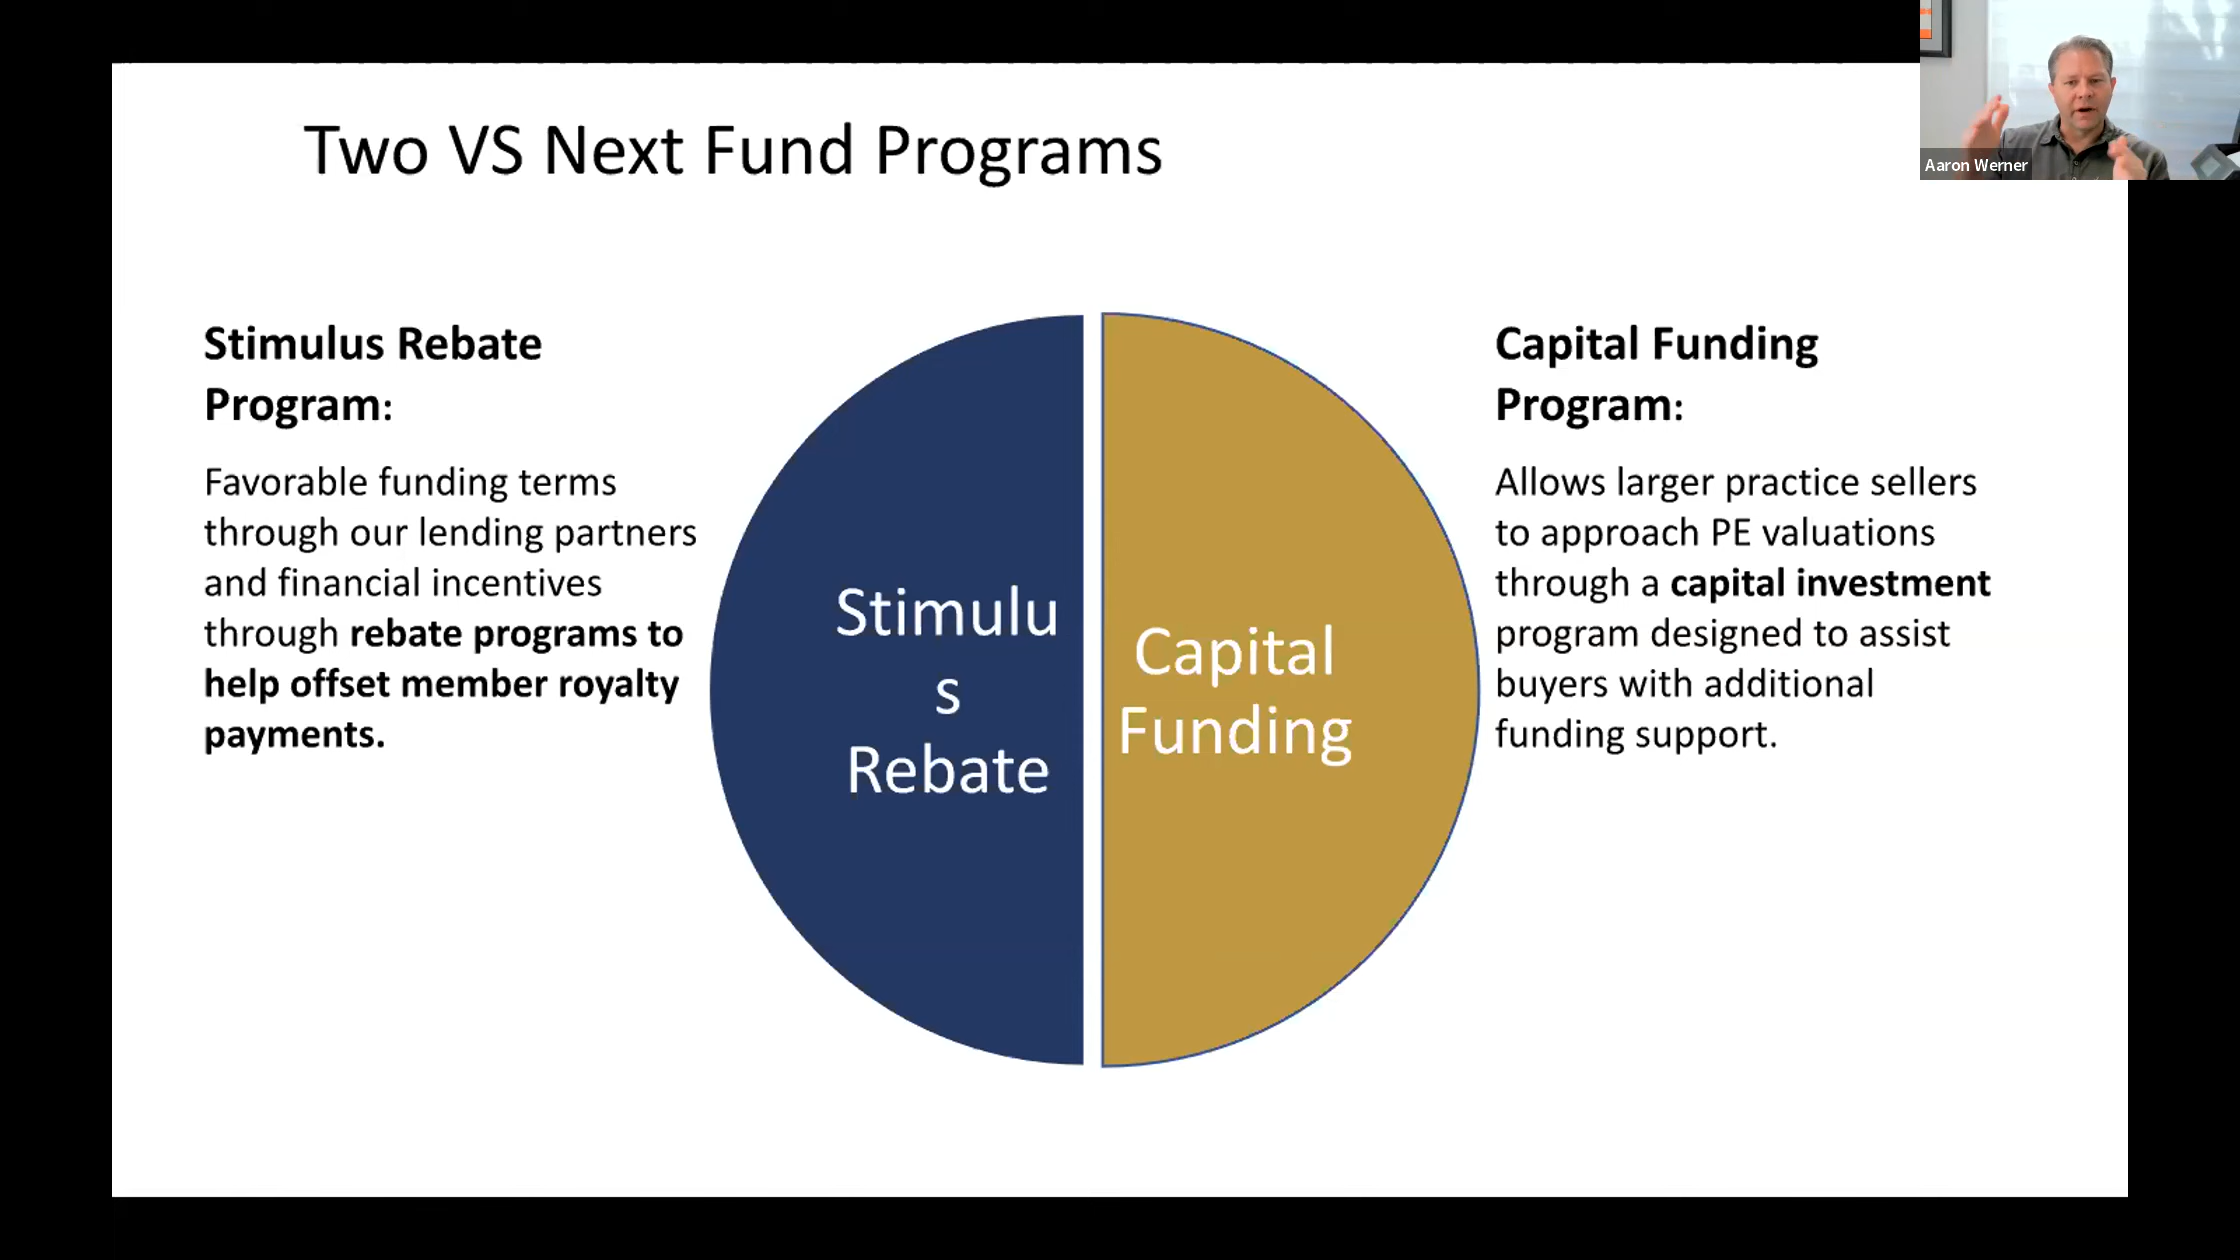 Two VS Next Fund Programs
Aaron Werner
Stimulus Rebate
Program:
Favorable funding terms
through our lending partners
and financial incentives
through rebate programs to
help offset member royalty
payments.
Stimulu
s
Rebate
Capital
Funding
Capital Funding
Program:
Allows larger practice sellers
to approach PE valuations
through a capital investment
program designed to assist
buyers with additional
funding support.